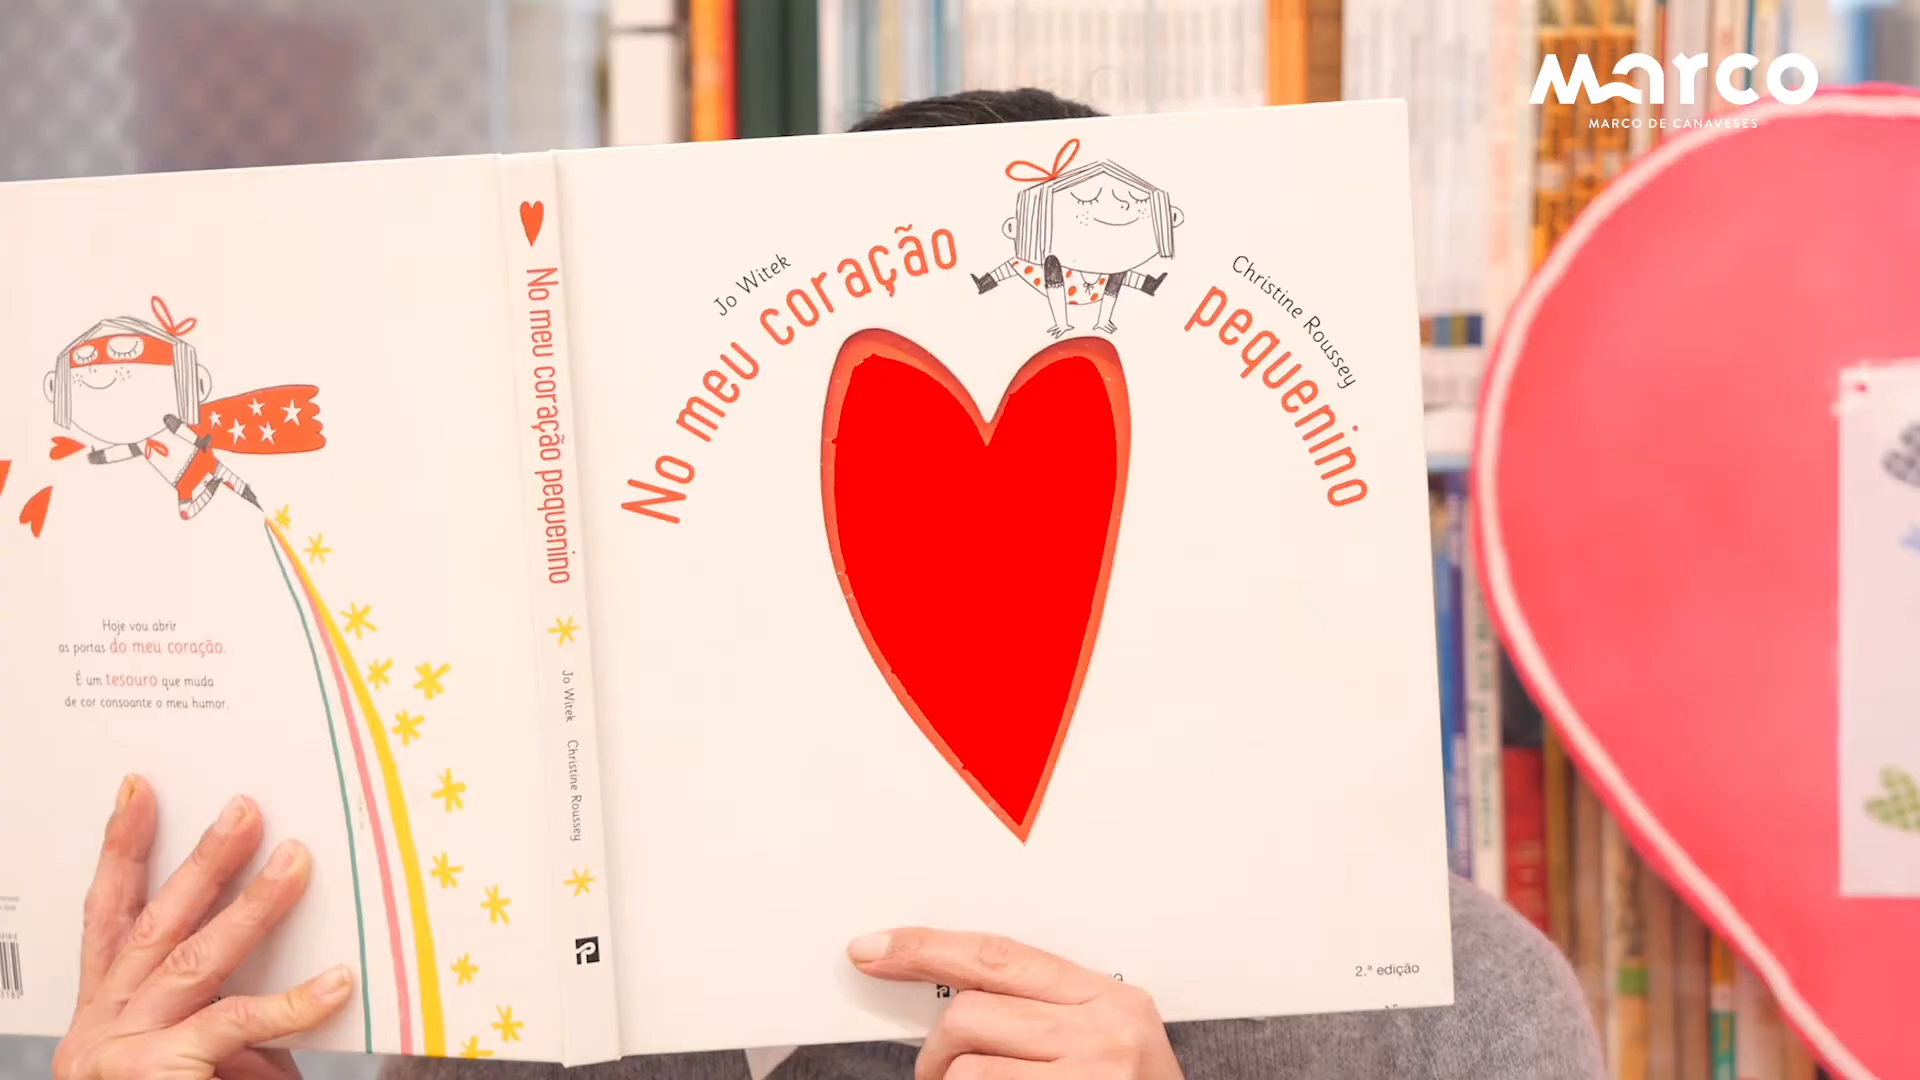 marco
MARCO DE CANAVESES
No meu coração pequenino
Jo Witek
Christine Roussey
No meu coração pequenino
Jo Witek
Christine Roussey
Hoje vou abrir
as portas do meu coração.
É um tesouro que muda
de cor consoante o meu humor.
2.ª edição